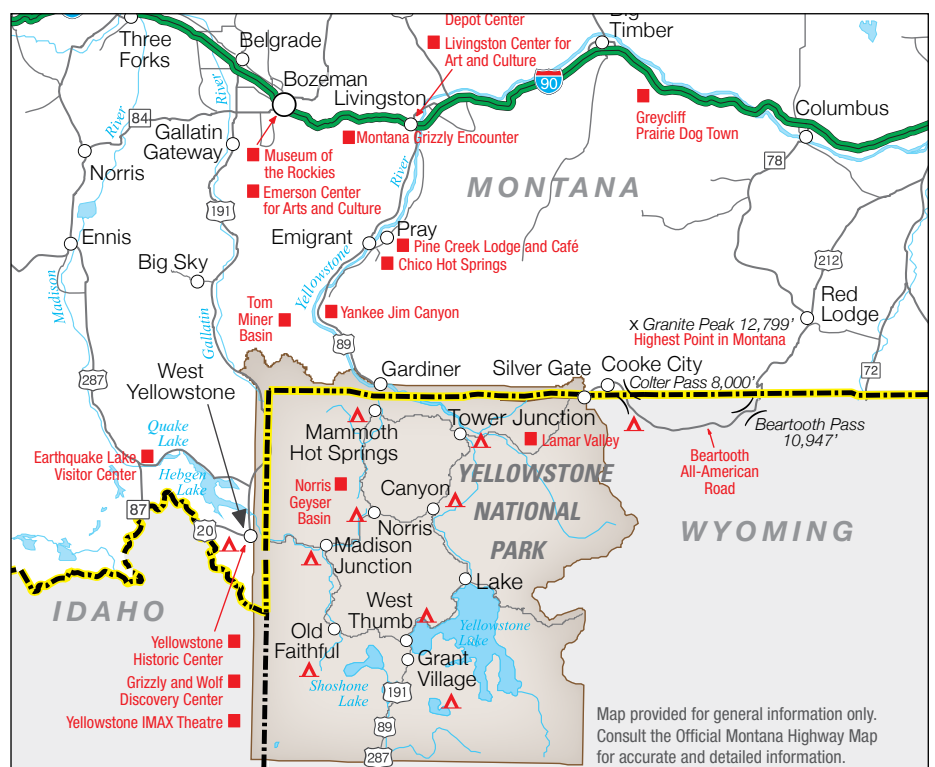 Depot Center
Livingston Center for
Art and Culture
Big
Timber
Three
Forks
Belgrade
Bozeman
Livingston
90
Greycliff
Prairie Dog Town
Columbus
River
River
84
Gallatin
Gateway
Norris
Montana Grizzly Encounter
Museum of
the Rockies
Emerson Center
for Arts and Culture
River
MONTANA
78
191
Ennis
Emigrant
Pray
Pine Creek Lodge and Café
Chico Hot Springs
Big Sky
Yellowstone
212
Madison
Gallatin
Tom
Miner
Basin
Yankee Jim Canyon
89
Red
Lodge
x Granite Peak 12,799’
Highest Point in Montana
287
West
Yellowstone
Gardiner
Silver Gate
Cooke City
Colter Pass 8,000’
72
Beartooth Pass
10,947’
Beartooth
All-American
Road
Mammoth
Hot Springs
Tower Junction
Lamar Valley
Quake
Lake
Earthquake Lake
Visitor Center
Hebgen
Lake
87
20
Norris
Geyser
Basin
Canyon
Norris
YELLOWSTONE
NATIONAL
PARK
WYOMING
Madison
Junction
Lake
IDAHO
West
Thumb
Yellowstone
Lake
Old
Faithful
Grant
Village
Shoshone
Lake
Yellowstone
Historic Center
Grizzly and Wolf
Discovery Center
Yellowstone IMAX Theatre
191
89
287
Map provided for general information only.
Consult the Official Montana Highway Map
for accurate and detailed information.